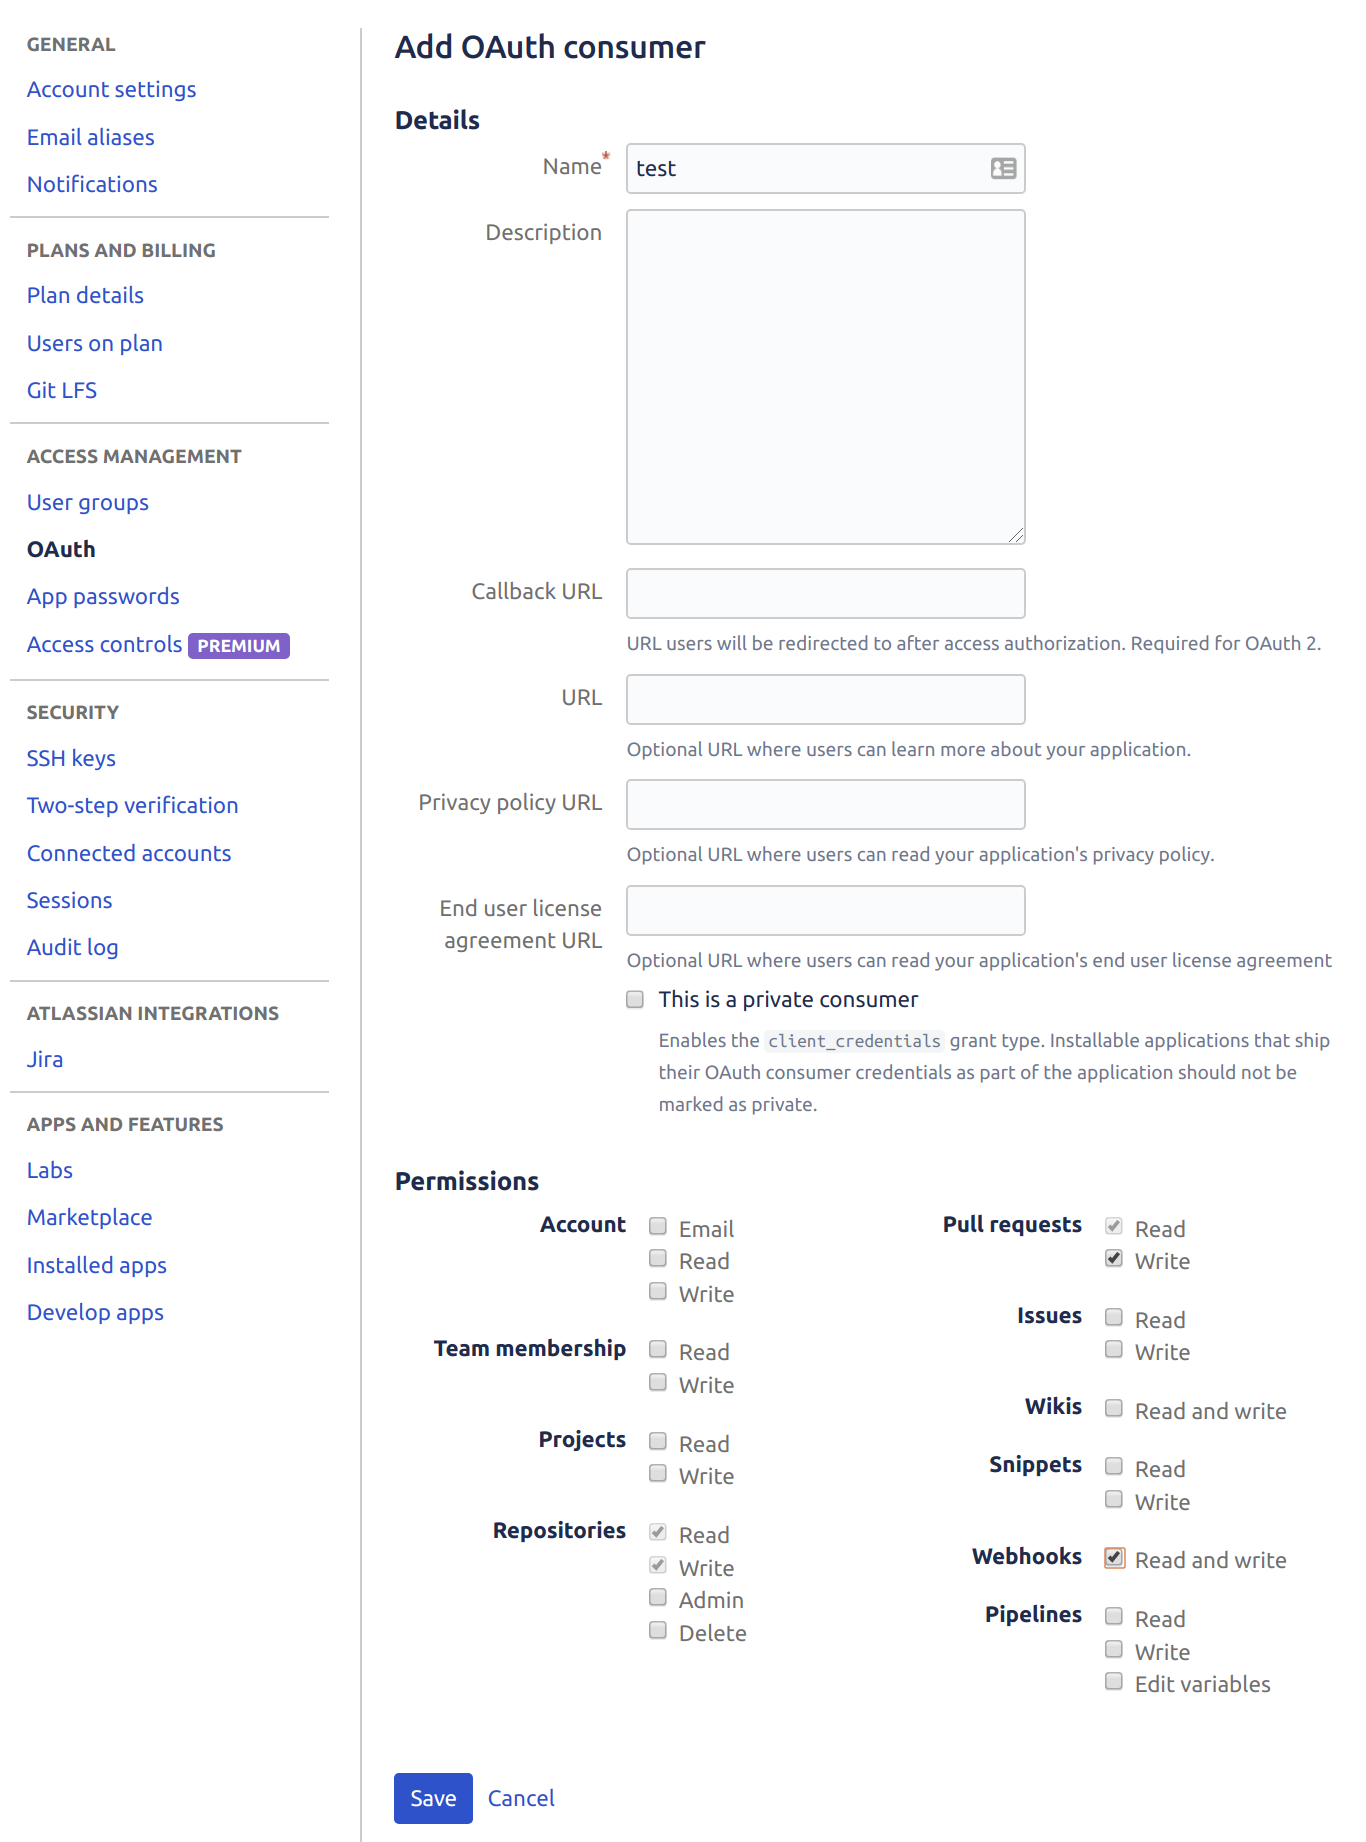 GENERAL
Account settings
Email aliases
Notifications
PLANS AND BILLING
Plan details
Users on plan
Git LFS
ACCESS MANAGEMENT
User groups
OAuth
App passwords
Access controls PREMIUM
SECURITY
SSH keys
Two-step verification
Connected accounts
Sessions
Audit log
ATLASSIAN INTEGRATIONS
Jira
APPS AND FEATURES
Labs
Marketplace
Installed apps
Develop apps
Add OAuth consumer
Details
Name* test
Description
Callback URL
URL users will be redirected to after access authorization. Required for OAuth 2.
URL
Optional URL where users can learn more about your application.
Privacy policy URL
Optional URL where users can read your application's privacy policy.
End user license
agreement URL
Optional URL where users can read your application's end user license agreement
This is a private consumer
Enables the client_credentials grant type. Installable applications that ship
their OAuth consumer credentials as part of the application should not be
marked as private.
Permissions
Account Email
Read
Write
Team membership Read
Write
Projects Read
Write
Repositories Read
Write
Admin
Delete
Pull requests Read
Write
Issues Read
Write
Wikis Read and write
Snippets Read
Write
Webhooks Read and write
Pipelines Read
Write
Edit variables
Save Cancel